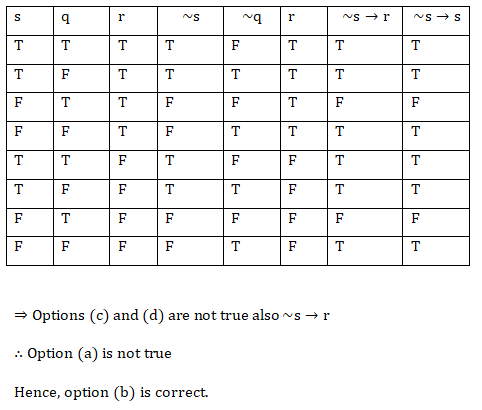 s q r ~s ~q r ~s → r ~s → s
T T T T F T T T
T F T T T T T T
F T T F F T F F
F F T F T T T T
T T F T F F T T
T F F T T F T T
F T F F F F F F
F F F F T F T T
⇒ Options (c) and (d) are not true also ~s → r
∴ Option (a) is not true
Hence, option (b) is correct.